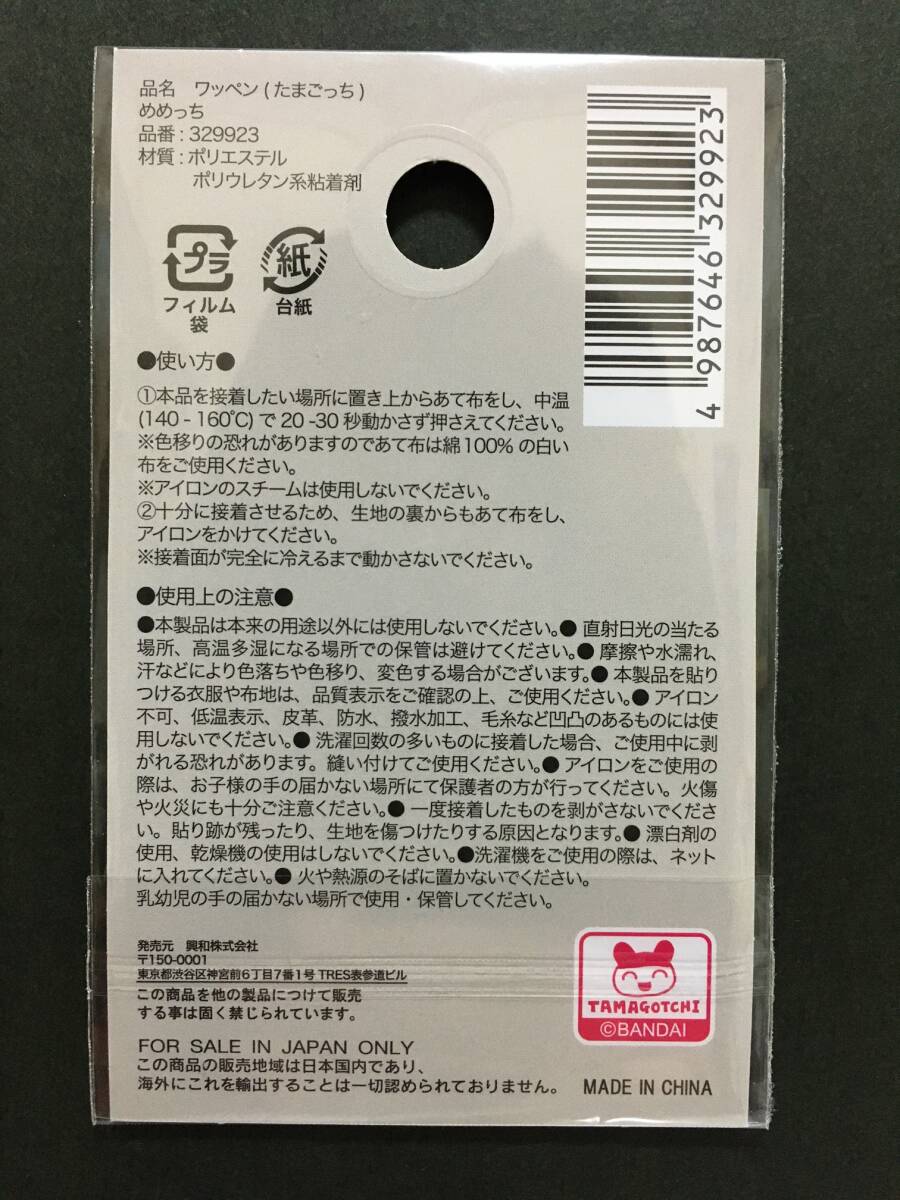 品名　ワッペン ( たまごっち )
めめっち
品番 : 329923
材質 : ポリエステル
ポリウレタン系粘着剤
プラ
フィルム
袋
紙
台紙
4 987646 329923
●使い方●
①本品を接着したい場所に置き上からあて布をし、中温
(140 - 160℃) で 20 -30 秒動かさず押さえてください。
※色移りの恐れがありますのであて布は綿 100% の白い
布をご使用ください。
※アイロンのスチームは使用しないでください。
②十分に接着させるため、生地の裏からもあて布をし、
アイロンをかけてください。
※接着面が完全に冷えるまで動かさないでください。
●使用上の注意●
●本製品は本来の用途以外には使用しないでください。● 直射日光の当たる
場所、高温多湿になる場所での保管は避けてください。● 摩擦や水濡れ、
汗などにより色落ちや色移り、変色する場合がございます。● 本製品を貼り
つける衣服や布地は、品質表示をご確認の上、ご使用ください。● アイロン
不可、低温表示、皮革、防水、撥水加工、毛糸など凹凸のあるものには使
用しないでください。● 洗濯回数の多いものに接着した場合、ご使用中に剥
がれる恐れがあります。縫い付けてご使用ください。● アイロンをご使用の
際は、お子様の手の届かない場所にて保護者の方が行ってください。火傷
や火災にも十分ご注意ください。● 一度接着したものを剥がさないでくださ
い。貼り跡が残ったり、生地を傷つけたりする原因となります。● 漂白剤の
使用、乾燥機の使用はしないでください。●洗濯機をご使用の際は、ネット
に入れてください。● 火や熱源のそばに置かないでください。
乳幼児の手の届かない場所で使用・保管してください。
発売元　興和株式会社
〒150-0001
東京都渋谷区神宮前6丁目7番1号 TRES表参道ビル
この商品を他の製品につけて販売
する事は固く禁じられています。
TAMAGOTCHI
©BANDAI
FOR SALE IN JAPAN ONLY
この商品の販売地域は日本国内であり、
海外にこれを輸出することは一切認められておりません。
MADE IN CHINA